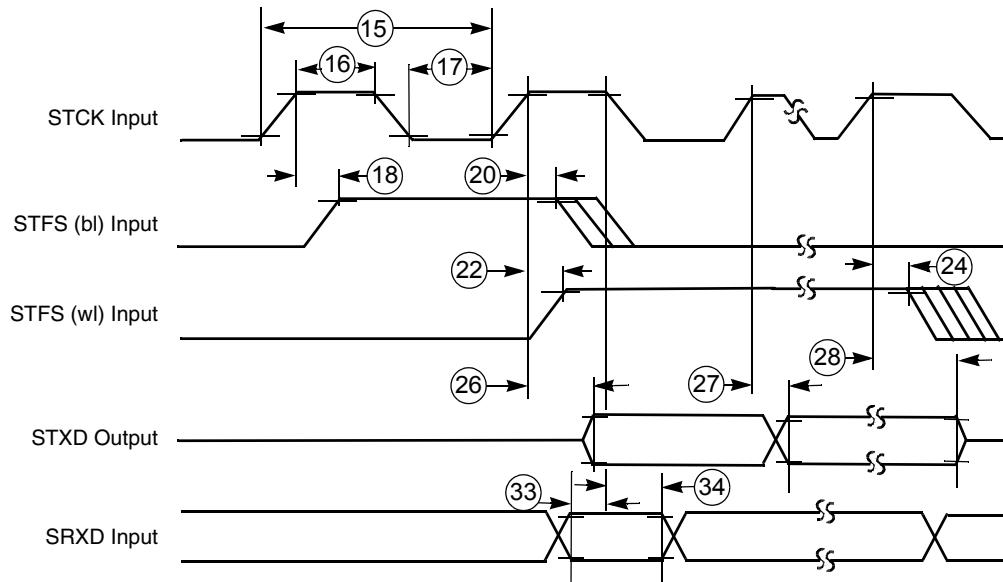 15
16
17
STCK Input
18
20
STFS (bl) Input
22
24
STFS (wl) Input
26
27
28
STXD Output
33
34
SRXD Input